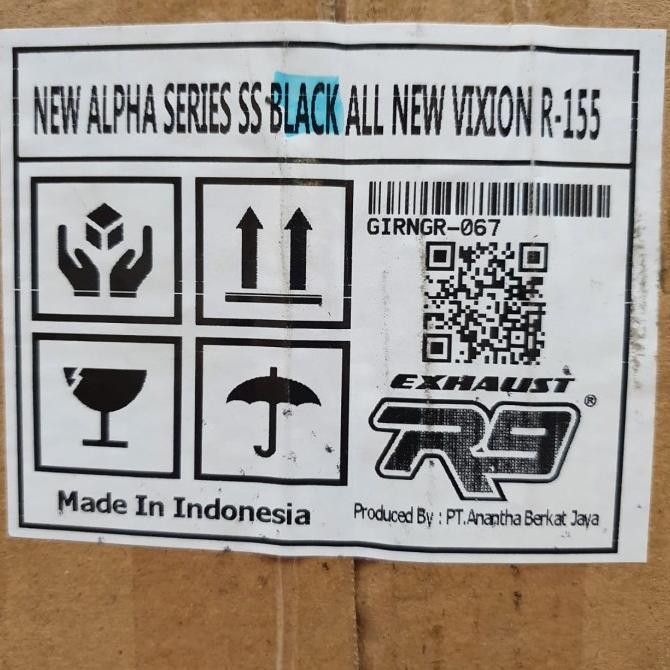 NEW ALPHA SERIES SS BLACK ALL NEW VIXION R-155
GIRNGR-067
EXHAUST
R9®
Made In Indonesia
Produced By : PT.Anaptha Berkat Jaya